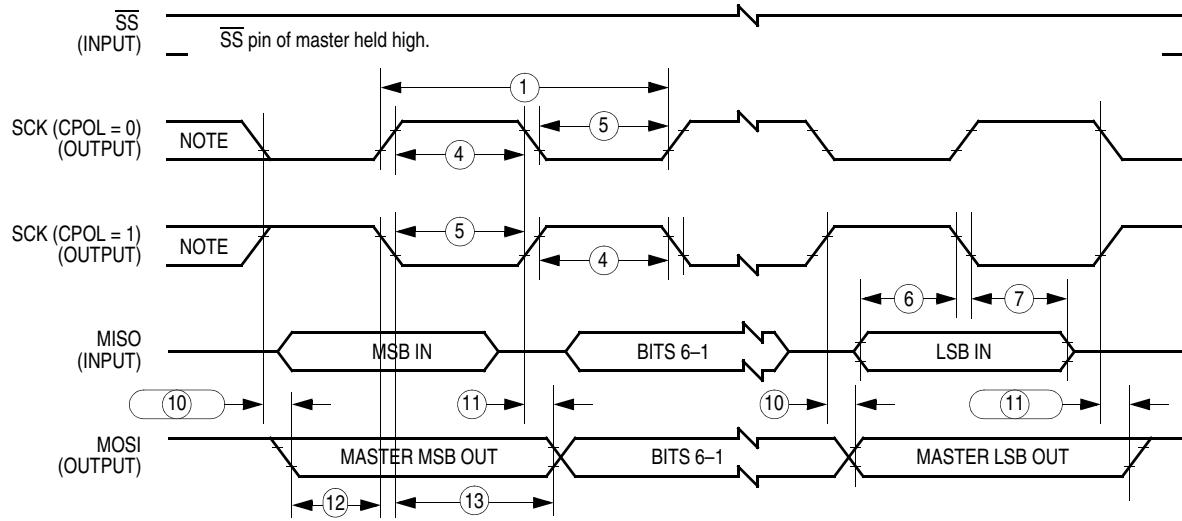 SS
(INPUT)
SS pin of master held high.
1
SCK (CPOL = 0)
(OUTPUT)
NOTE
5
4
SCK (CPOL = 1)
(OUTPUT)
NOTE
5
4
6
7
MISO
(INPUT)
MSB IN
BITS 6–1
LSB IN
10
11
10
11
MOSI
(OUTPUT)
MASTER MSB OUT
BITS 6–1
MASTER LSB OUT
12
13